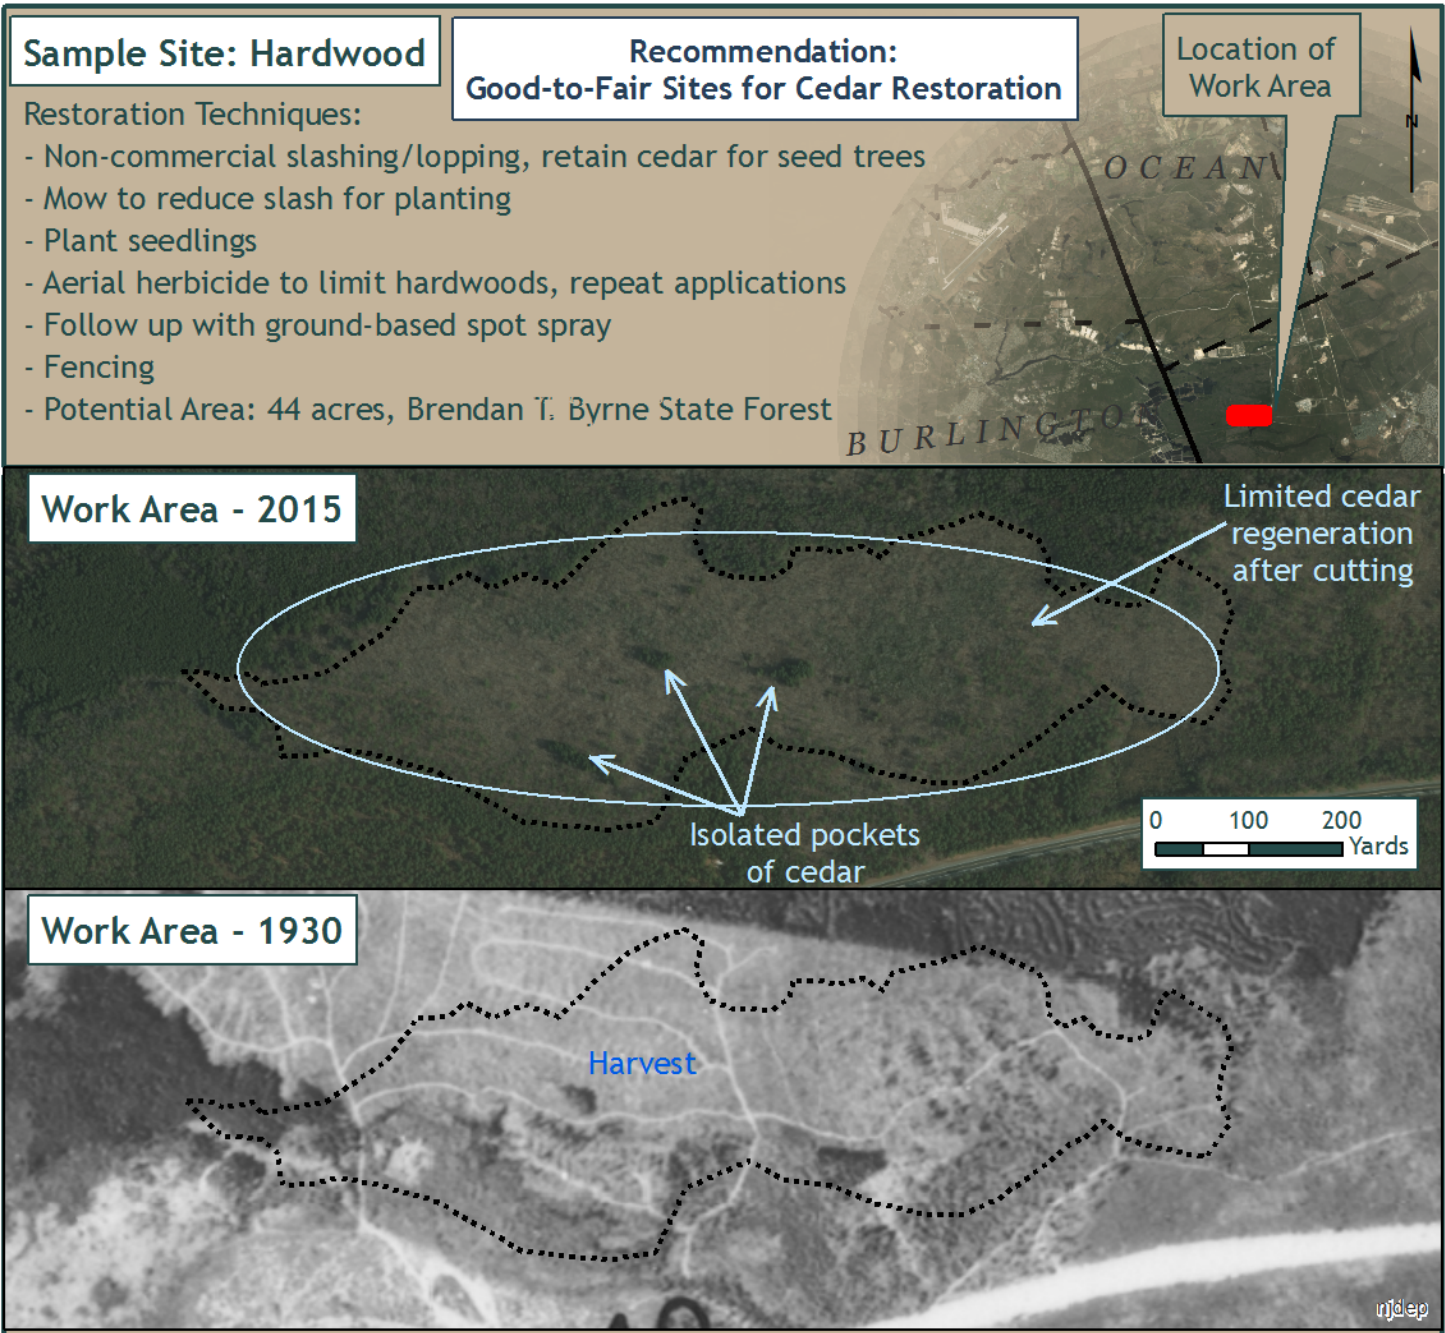 Sample Site: Hardwood
Recommendation:
Good-to-Fair Sites for Cedar Restoration
Location of
Work Area
N
Restoration Techniques:
- Non-commercial slashing/lopping, retain cedar for seed trees
- Mow to reduce slash for planting
- Plant seedlings
- Aerial herbicide to limit hardwoods, repeat applications
- Follow up with ground-based spot spray
- Fencing
- Potential Area: 44 acres, Brendan T. Byrne State Forest
OCEAN
BURLINGTON
Work Area - 2015
Limited cedar
regeneration
after cutting
Isolated pockets
of cedar
0 100 200
Yards
Work Area - 1930
Harvest
njdep